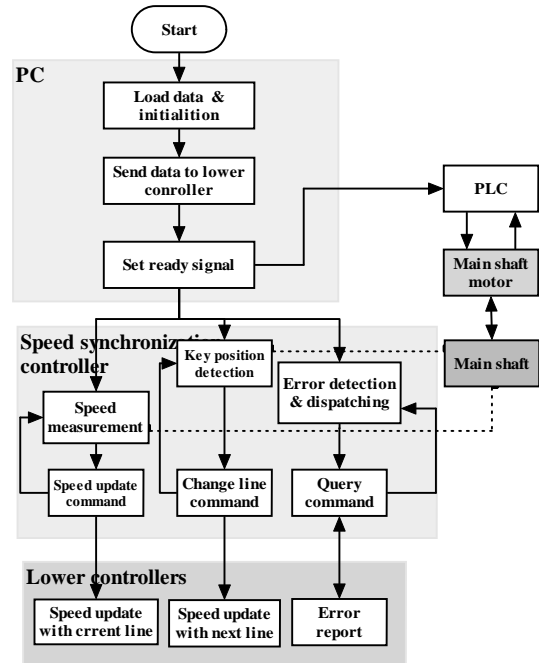 Start
PC
Load data &
initialition
Send data to lower
conroller
Set ready signal
PLC
Main shaft
motor
Main shaft
Speed synchronization
controller
Key position
detection
Error detection
& dispatching
Speed
measurement
Speed update
command
Change line
command
Query
command
Lower controllers
Speed update
with crrent line
Speed update
with next line
Error
report